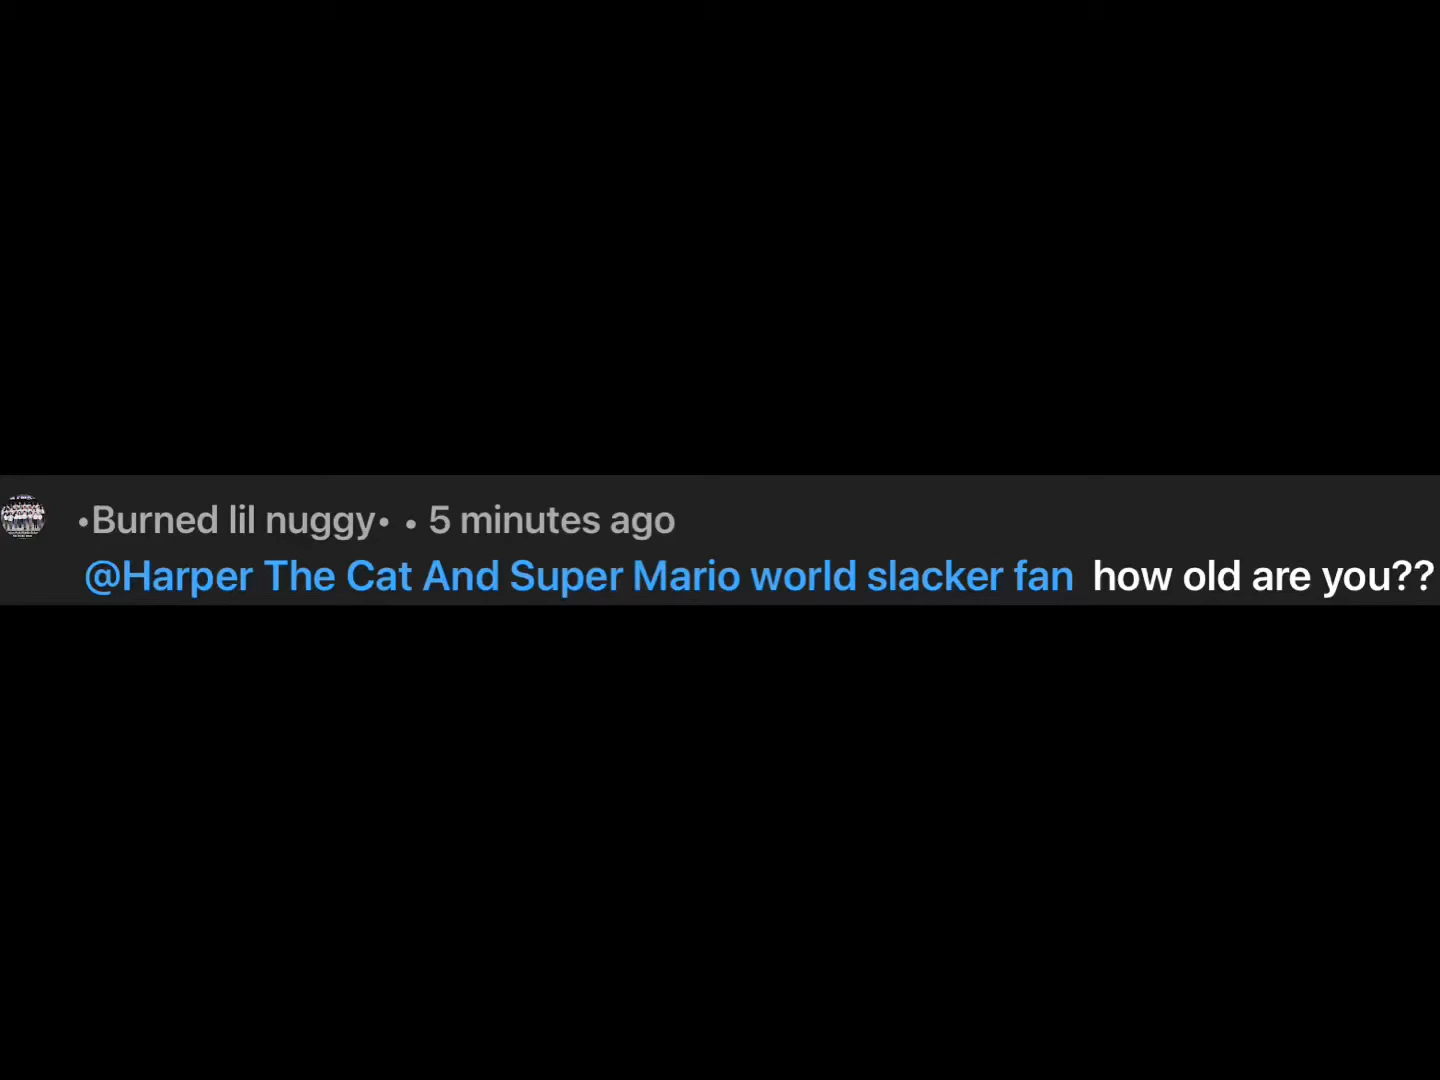 •Burned lil nuggy• • 5 minutes ago
@Harper The Cat And Super Mario world slacker fan how old are you??